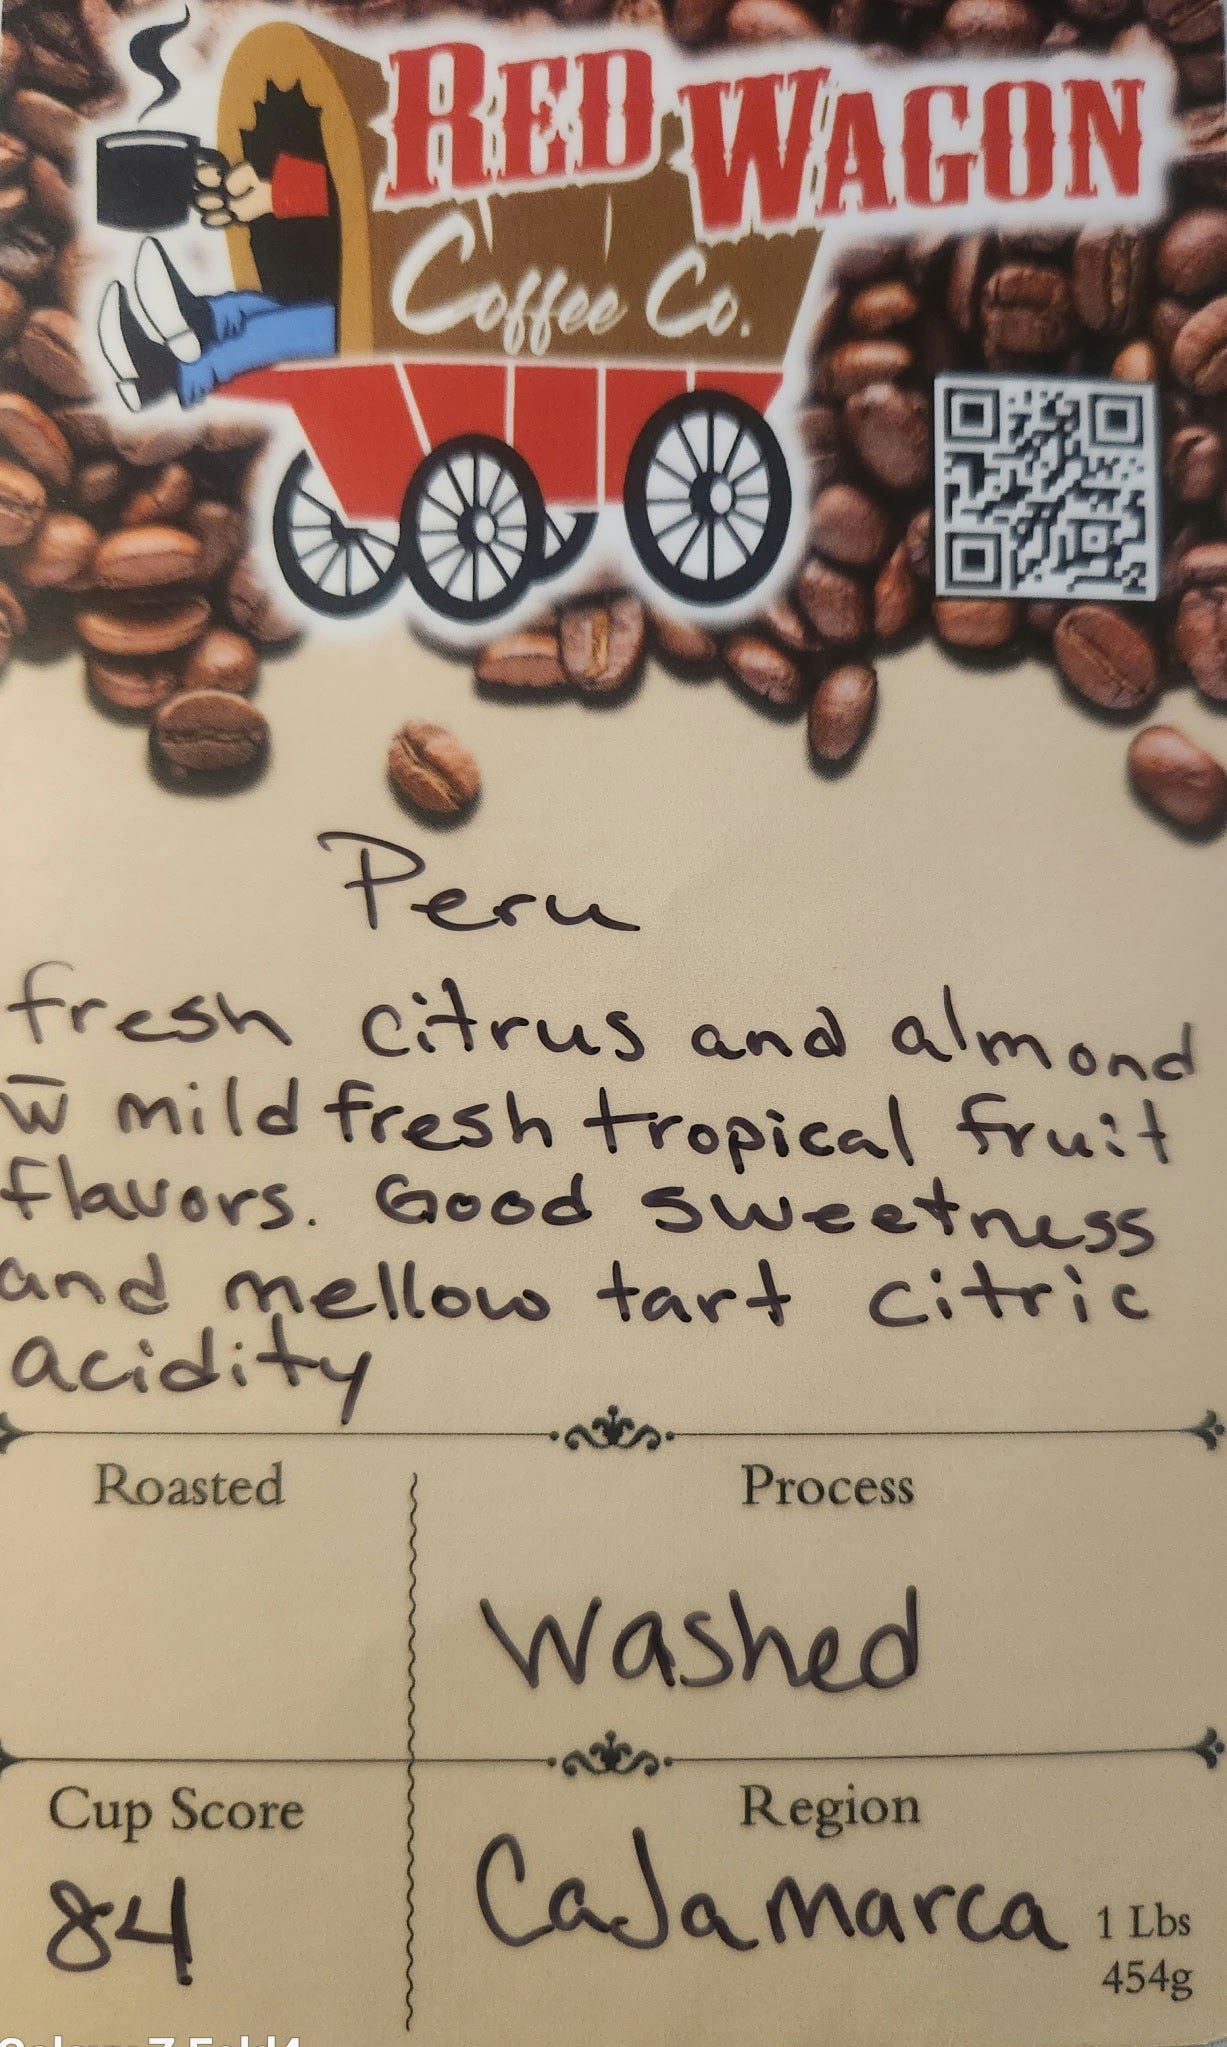 RED WAGON
Coffee Co.
Peru
fresh citrus and almond
w̄ mild fresh tropical fruit
flavors. Good sweetness
and mellow tart citric
acidity
Roasted
Process
Washed
Cup Score
Region
84
CaJamarca
1 Lbs
454g